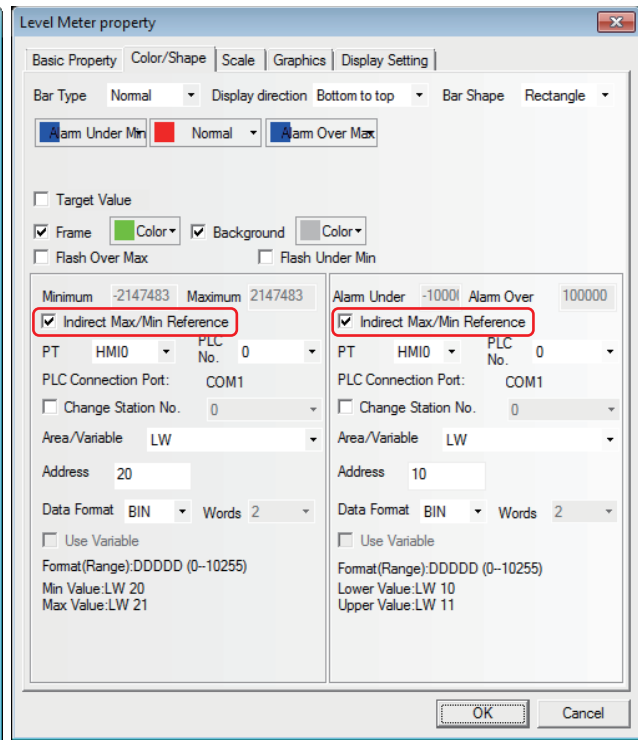 Level Meter property
Basic Property Color/Shape Scale Graphics Display Setting
Bar Type Normal Display direction Bottom to top Bar Shape Rectangle
Alarm Under Min Normal Alarm Over Max
Target Value
Frame Color Background Color
Flash Over Max Flash Under Min
Minimum -2147483 Maximum 2147483
Indirect Max/Min Reference
PT HMI0 PLC No. 0
PLC Connection Port: COM1
Change Station No. 0
Area/Variable LW
Address 20
Data Format BIN Words 2
Use Variable
Format(Range):DDDDD (0--10255)
Min Value:LW 20
Max Value:LW 21
Alarm Under -1000 Alarm Over 100000
Indirect Max/Min Reference
PT HMI0 PLC No. 0
PLC Connection Port: COM1
Change Station No. 0
Area/Variable LW
Address 10
Data Format BIN Words 2
Use Variable
Format(Range):DDDDD (0--10255)
Lower Value:LW 10
Upper Value:LW 11
OK Cancel